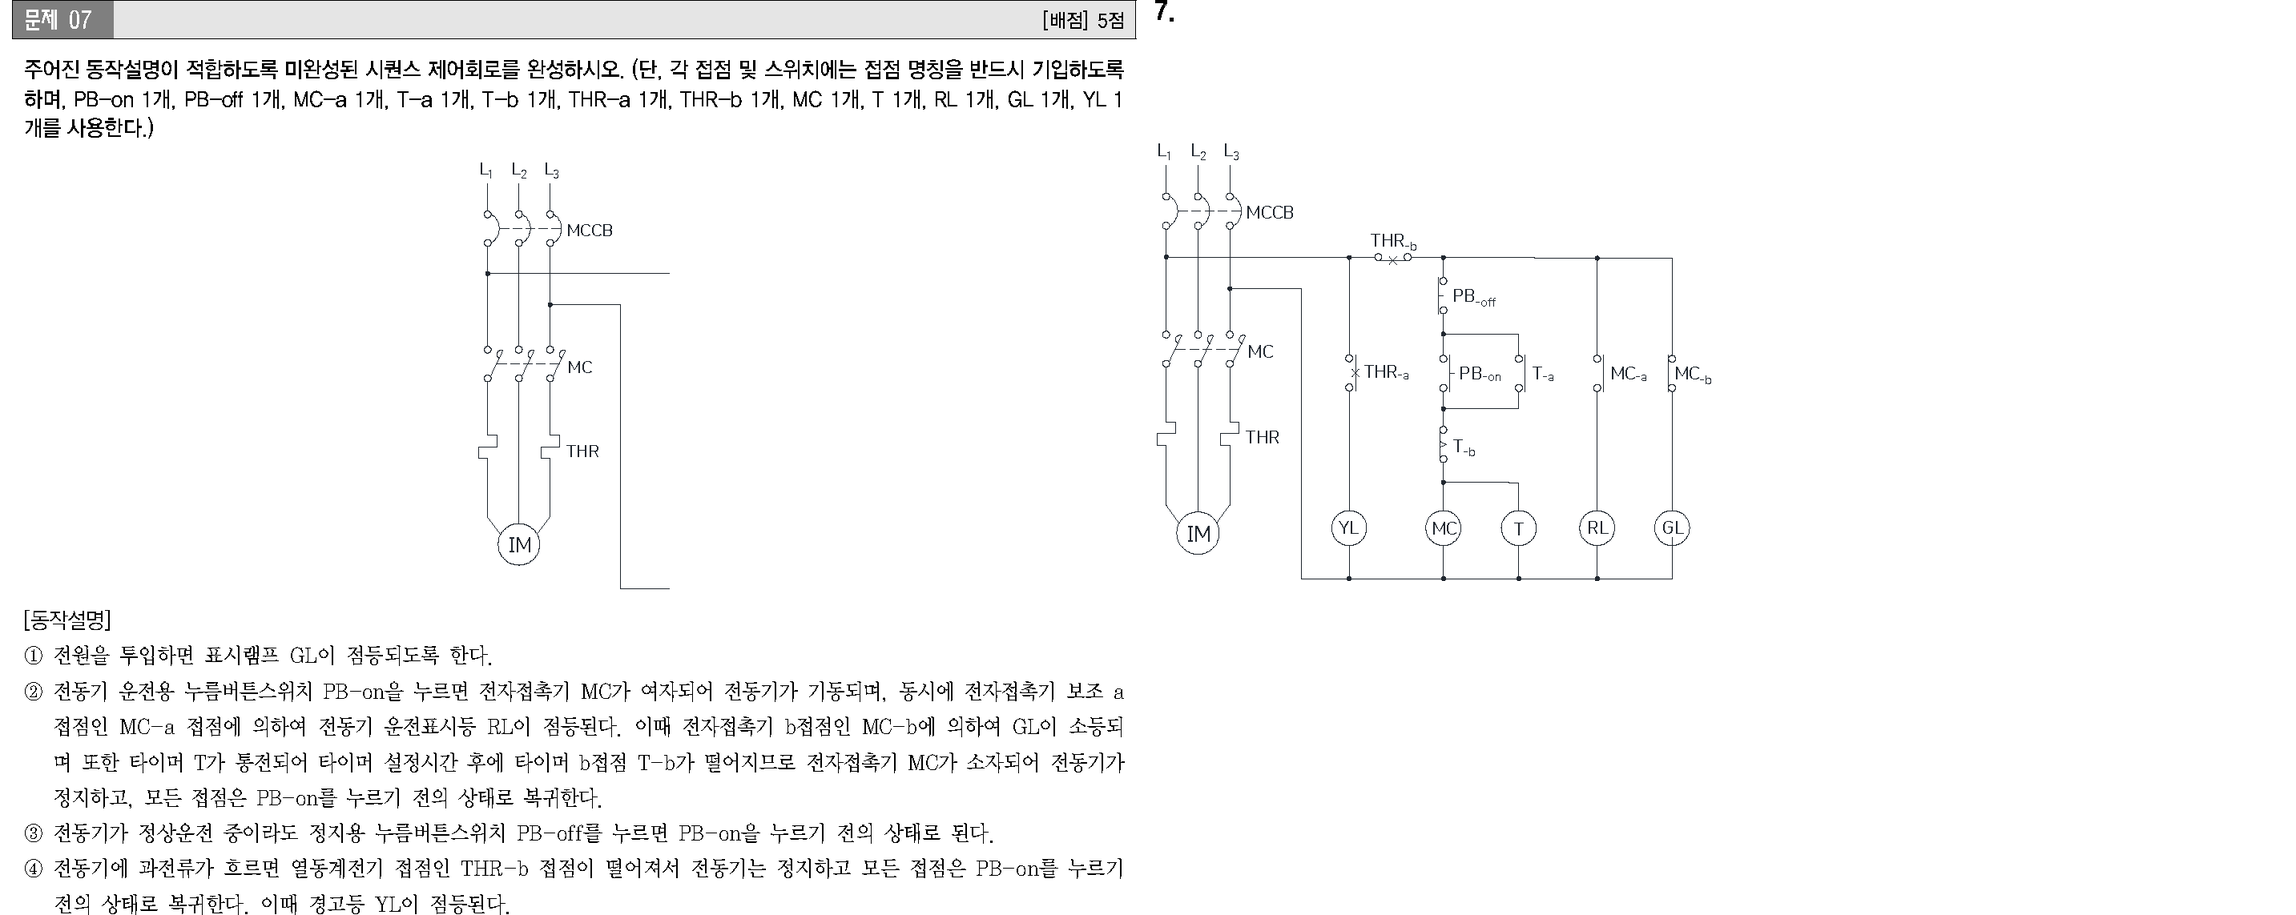 문제 07
[배점] 5점
주어진 동작설명이 적합하도록 미완성된 시퀀스 제어회로를 완성하시오. (단, 각 접점 및 스위치에는 접점 명칭을 반드시 기입하도록
하며, PB-on 1개, PB-off 1개, MC-a 1개, T-a 1개, T-b 1개, THR-a 1개, THR-b 1개, MC 1개, T 1개, RL 1개, GL 1개, YL 1
개를 사용한다.)
L1 L2 L3
MCCB
MC
THR
IM
[동작설명]
① 전원을 투입하면 표시램프 GL이 점등되도록 한다.
② 전동기 운전용 누름버튼스위치 PB-on을 누르면 전자접촉기 MC가 여자되어 전동기가 기동되며, 동시에 전자접촉기 보조 a
접점인 MC-a 접점에 의하여 전동기 운전표시등 RL이 점등된다. 이때 전자접촉기 b접점인 MC-b에 의하여 GL이 소등되
며 또한 타이머 T가 통전되어 타이머 설정시간 후에 타이머 b접점 T-b가 떨어지므로 전자접촉기 MC가 소자되어 전동기가
정지하고, 모든 접점은 PB-on를 누르기 전의 상태로 복귀한다.
③ 전동기가 정상운전 중이라도 정지용 누름버튼스위치 PB-off를 누르면 PB-on을 누르기 전의 상태로 된다.
④ 전동기에 과전류가 흐르면 열동계전기 접점인 THR-b 접점이 떨어져서 전동기는 정지하고 모든 접점은 PB-on를 누르기
전의 상태로 복귀한다. 이때 경고등 YL이 점등된다.
7.
L1 L2 L3
MCCB
THR-b
PB-off
MC
THR-a
PB-on
T-a
MC-a
MC-b
THR
T-b
IM
YL
MC
T
RL
GL